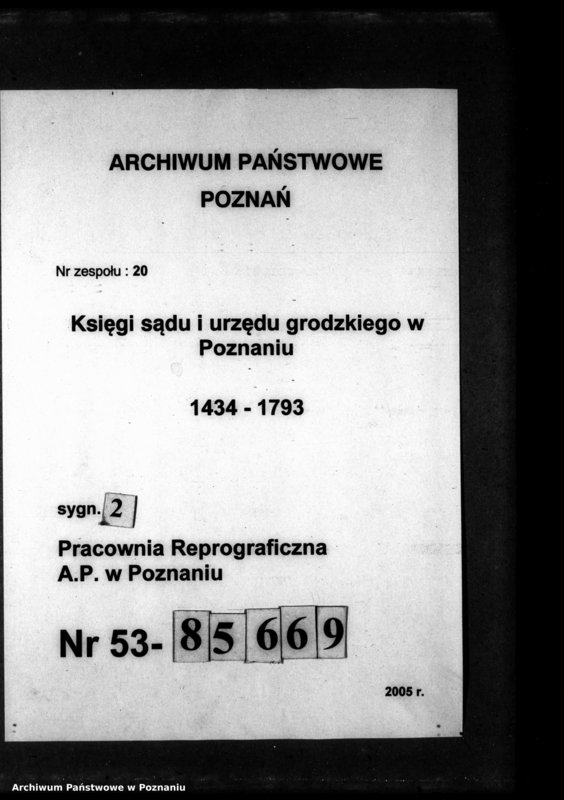 ARCHIWUM PAŃSTWOWE
POZNAŃ
Nr zespołu : 20
Księgi sądu i urzędu grodzkiego w
Poznaniu
1434 - 1793
sygn. 2
Pracownia Reprograficzna
A.P. w Poznaniu
Nr 53- 85669
2005 r.
Archiwum Państwowe w Poznaniu